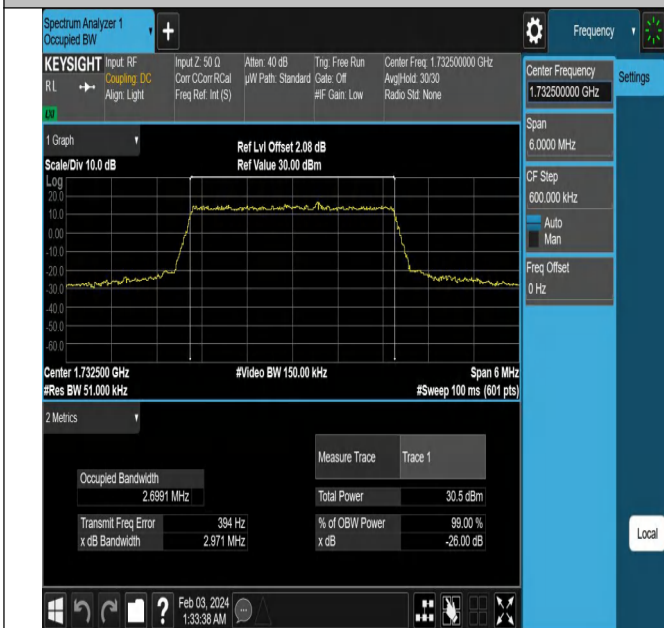 Spectrum Analyzer 1
Occupied BW
+
Frequency
KEYSIGHT
RL
LXI
Input: RF
Coupling: DC
Align: Light
Input Z: 50 Ω
Corr CCorr RCal
Freq Ref: Int (S)
Atten: 40 dB
µW Path: Standard
Trig: Free Run
Gate: Off
#IF Gain: Low
Center Freq: 1.732500000 GHz
Avg|Hold: 30/30
Radio Std: None
Center Frequency
1.732500000 GHz
Settings
Span
6.0000 MHz
CF Step
600.000 kHz
Auto
Man
Freq Offset
0 Hz
Local
1 Graph
Scale/Div 10.0 dB
Ref Lvl Offset 2.08 dB
Ref Value 30.00 dBm
Log
20.0
10.0
0.00
-10.0
-20.0
-30.0
-40.0
-50.0
-60.0
Center 1.732500 GHz
#Video BW 150.00 kHz
Span 6 MHz
#Res BW 51.000 kHz
#Sweep 100 ms (601 pts)
2 Metrics
Measure Trace
Trace 1
Occupied Bandwidth
2.6991 MHz
Total Power
30.5 dBm
Transmit Freq Error
394 Hz
% of OBW Power
99.00 %
x dB Bandwidth
2.971 MHz
x dB
-26.00 dB
?
Feb 03, 2024
1:33:38 AM